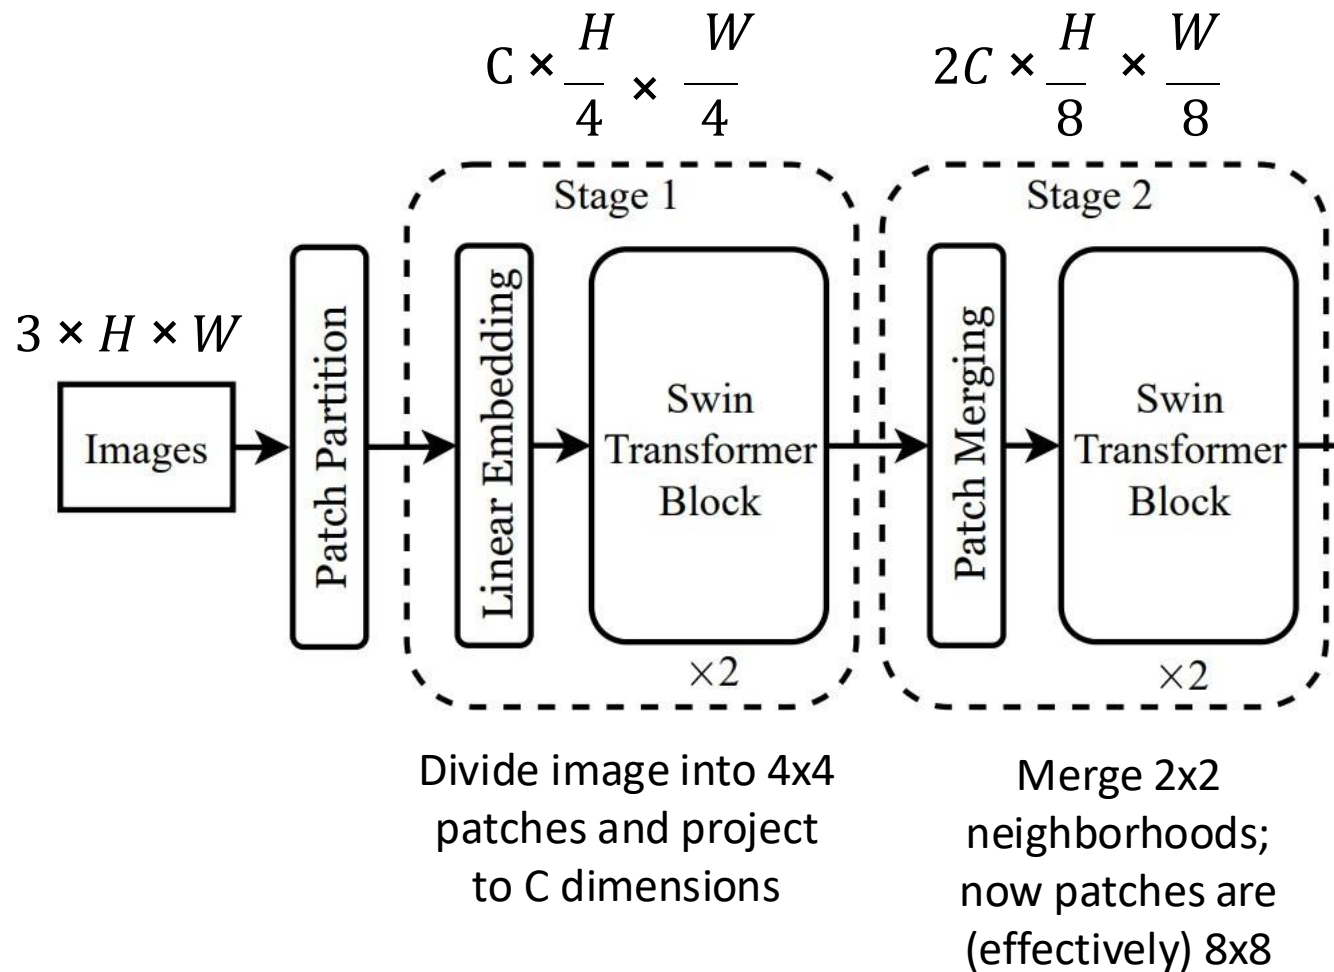 C × H/4 × W/4
2C × H/8 × W/8
Stage 1
Stage 2
3 × H × W
Images
Patch Partition
Linear Embedding
Swin
Transformer
Block
×2
Patch Merging
Swin
Transformer
Block
×2
Divide image into 4x4
patches and project
to C dimensions
Merge 2x2
neighborhoods;
now patches are
(effectively) 8x8